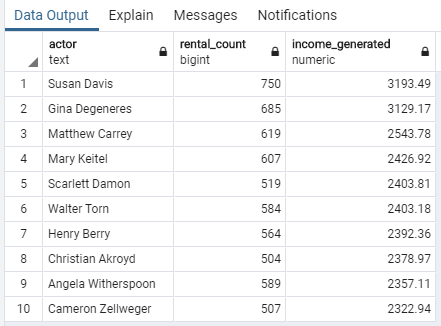 Data Output Explain Messages Notifications
actor rental_count income_generated
text bigint numeric
1 Susan Davis 750 3193.49
2 Gina Degeneres 685 3129.17
3 Matthew Carrey 619 2543.78
4 Mary Keitel 607 2426.92
5 Scarlett Damon 519 2403.81
6 Walter Torn 584 2403.18
7 Henry Berry 564 2392.36
8 Christian Akroyd 504 2378.97
9 Angela Witherspoon 589 2357.11
10 Cameron Zellweger 507 2322.94